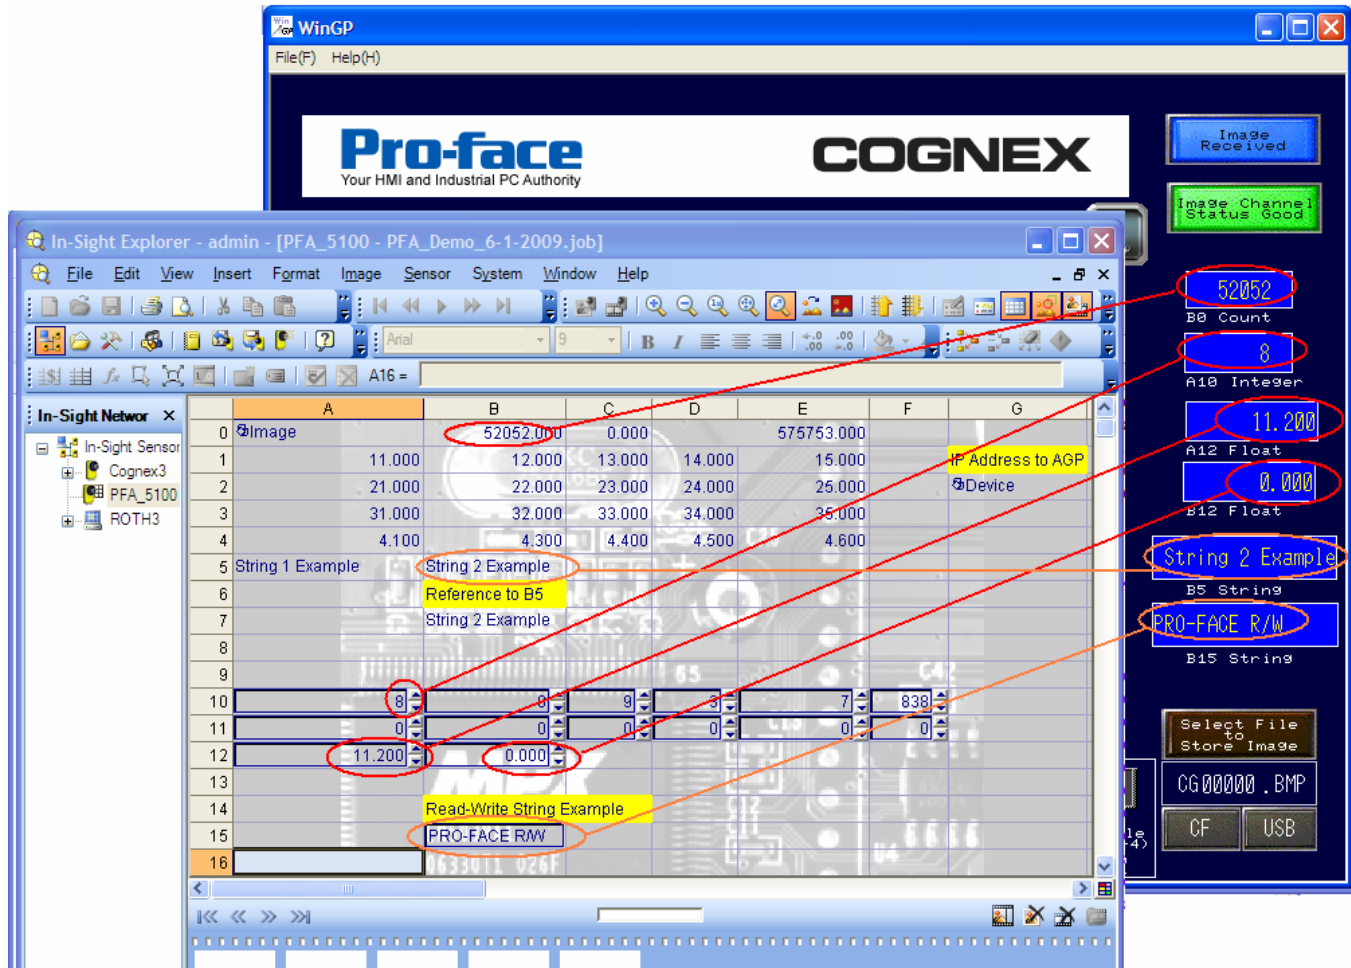 WinGP
File(F) Help(H)
Pro-face
Your HMI and Industrial PC Authority
COGNEX
Image
Received
Image Channel
Status Good
52052
B0 Count
8
A10 Integer
11.200
A12 Float
0.000
B12 Float
String 2 Example
B5 String
PRO-FACE R/W
B15 String
Select File
to
Store Image
CG00000 .BMP
CF USB
In-Sight Explorer - admin - [PFA_5100 - PFA_Demo_6-1-2009.job]
File Edit View Insert Format Image Sensor System Window Help
Arial 9 B I
A16 =
In-Sight Networ
In-Sight Sensor
Cognex3
PFA_5100
ROTH3
A B C D E F G
0 Image 52052.000 0.000 575753.000
1 11.000 12.000 13.000 14.000 15.000 IP Address to AGP
2 21.000 22.000 23.000 24.000 25.000 Device
3 31.000 32.000 33.000 34.000 35.000
4 4.100 4.300 4.400 4.500 4.600
5 String 1 Example String 2 Example
6 Reference to B5
7 String 2 Example
8
9
10 8 8 9 3 7 838
11 0 0 0 0 0 0
12 11.200 0.000
13
14 Read-Write String Example
15 PRO-FACE R/W
16